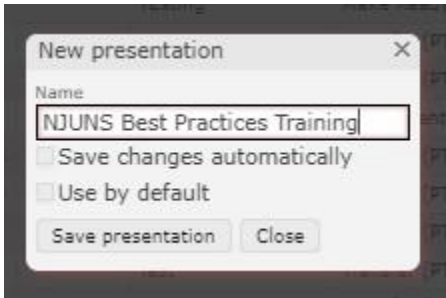 New presentation
Name
NJUNS Best Practices Training
Save changes automatically
Use by default
Save presentation Close